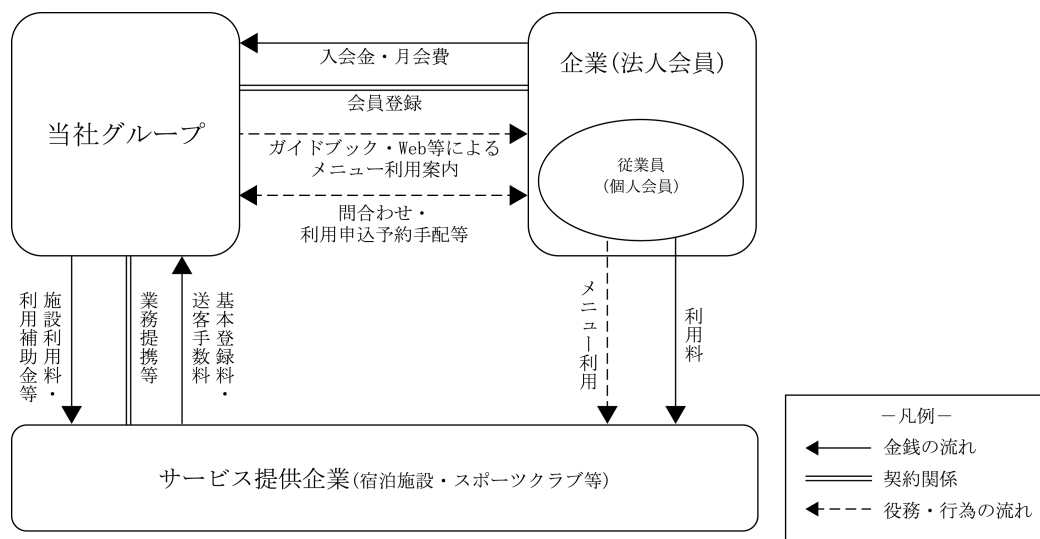 入会金・月会費
企業(法人会員)
会員登録
当社グループ
ガイドブック・Web等による
メニュー利用案内
従業員
(個人会員)
問合わせ・
利用申込予約手配等
施設利用料・
利用補助金等
業務提携等
基本登録料・
送客手数料
メニュー利用
利用料
サービス提供企業(宿泊施設・スポーツクラブ等)
－凡例－
金銭の流れ
契約関係
役務・行為の流れ